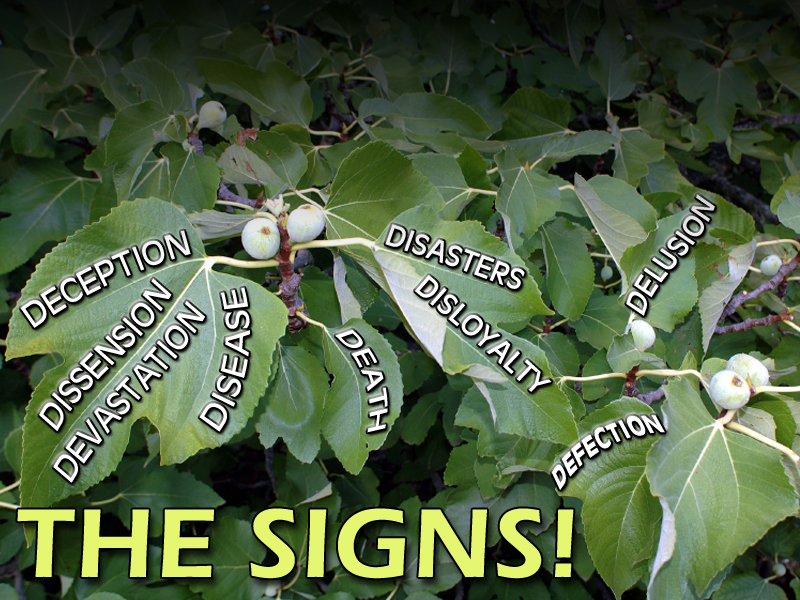 DECEPTION
DISSENSION
DEVASTATION
DISEASE
DEATH
DISASTERS
DISLOYALTY
DELUSION
DEFECTION
THE SIGNS!